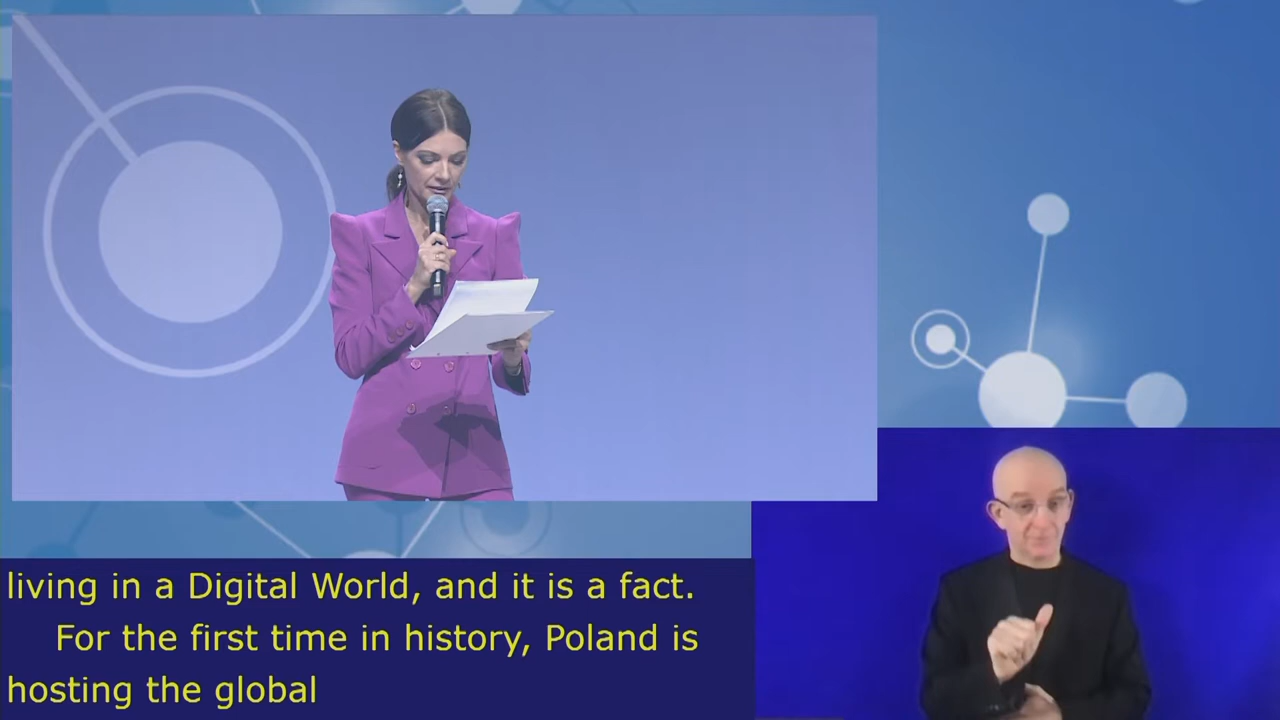 living in a Digital World, and it is a fact.
For the first time in history, Poland is
hosting the global